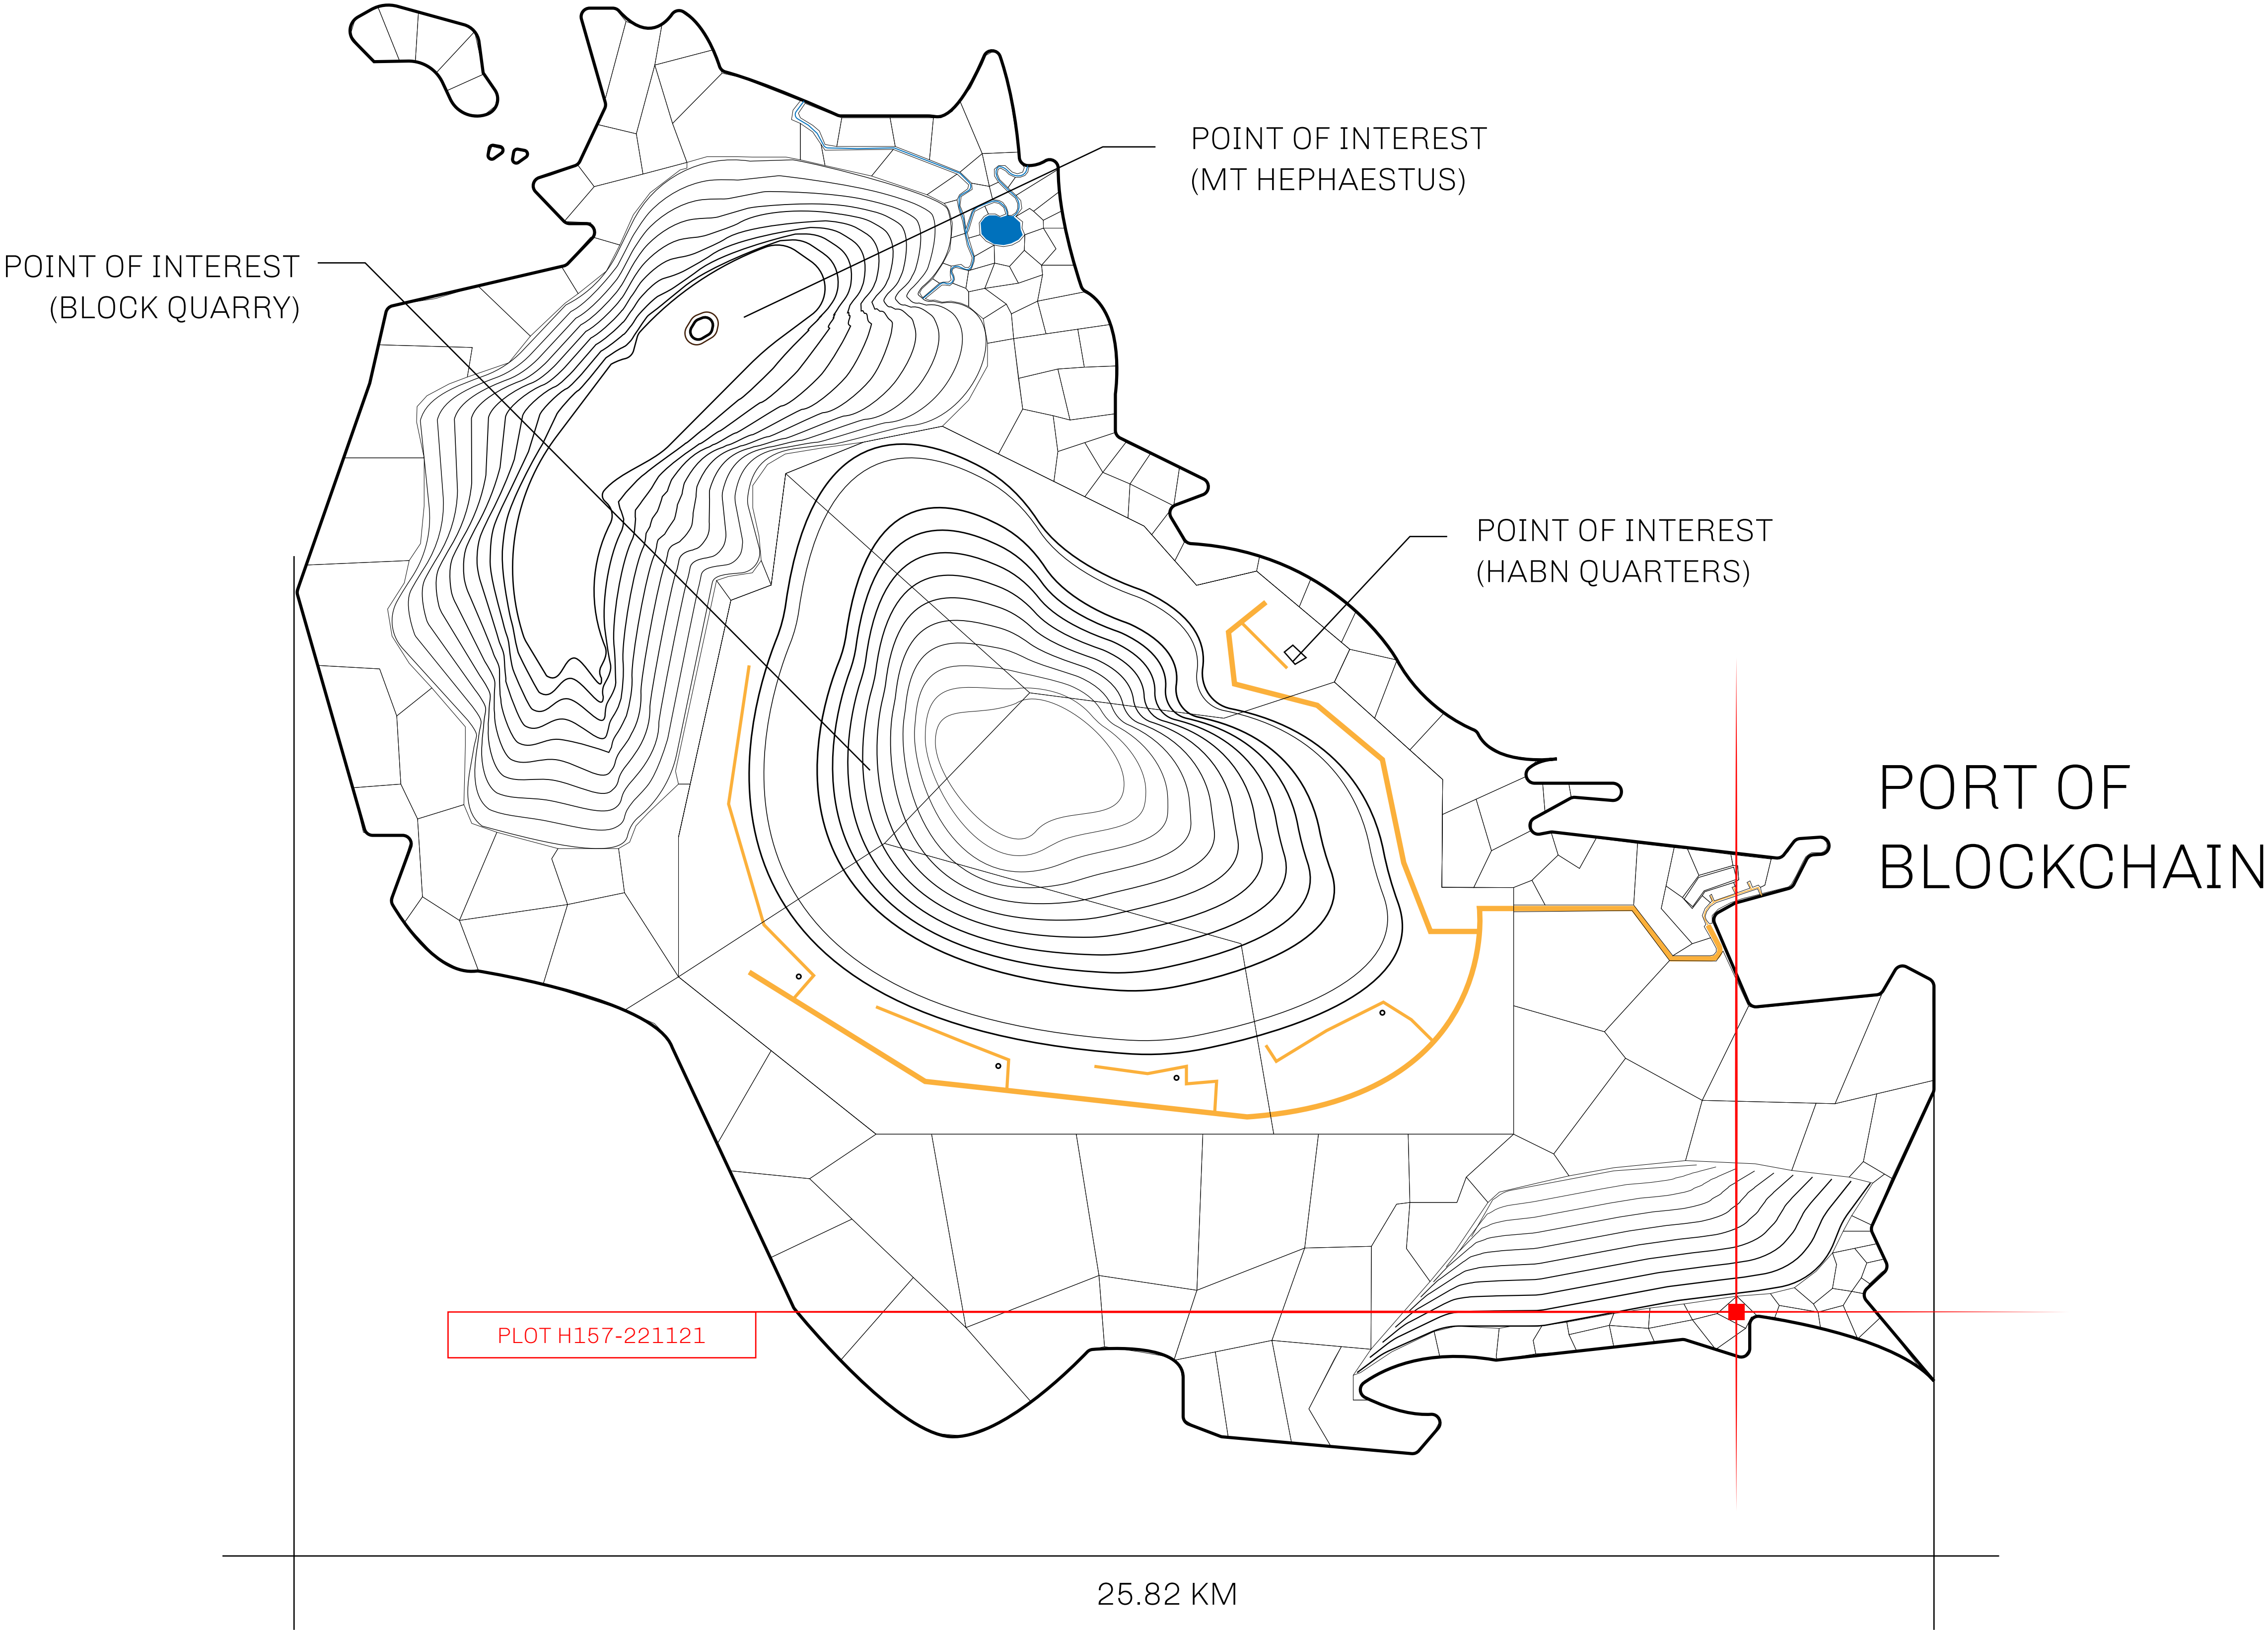 POINT OF INTEREST
(MT HEPHAESTUS)
POINT OF INTEREST
(BLOCK QUARRY)
POINT OF INTEREST
(HABN QUARTERS)
PORT OF
BLOCKCHAIN
PLOT H157-221121
25.82 KM